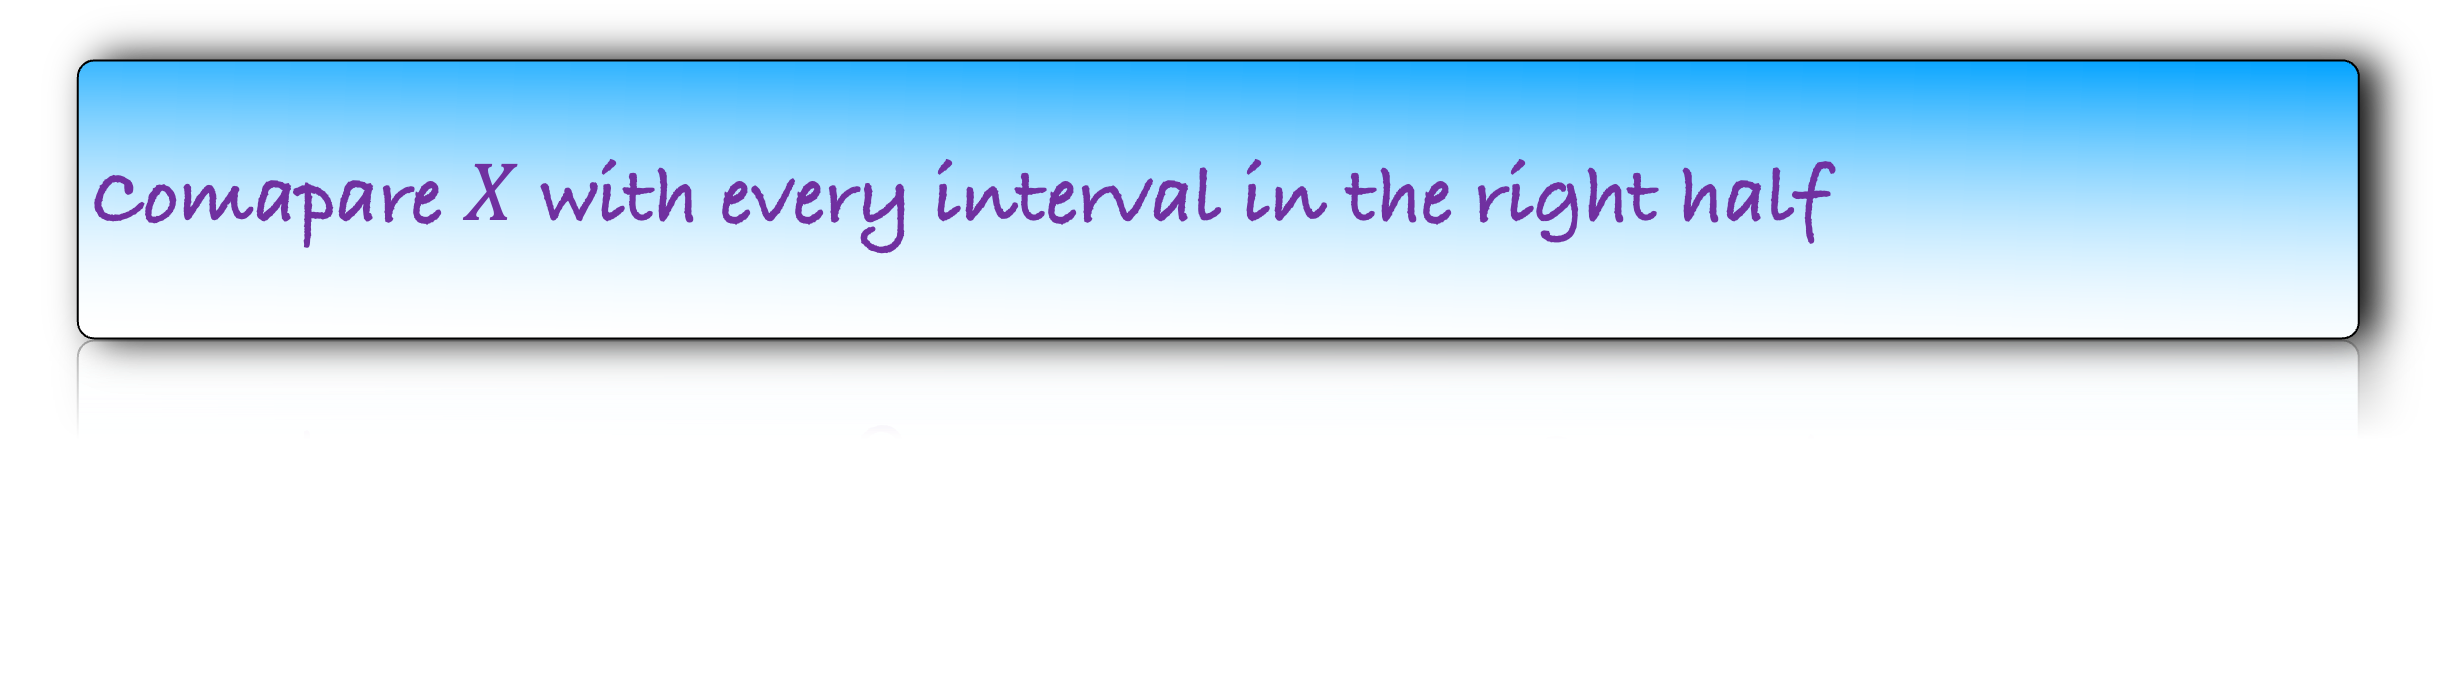 Comapare X with every interval in the right half